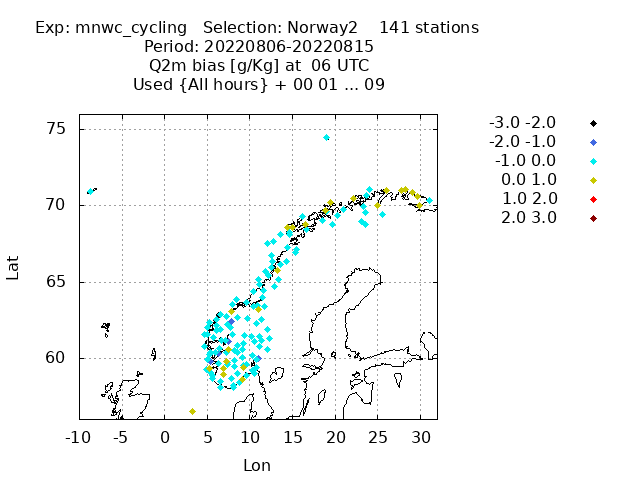 Exp: mnwc_cycling   Selection: Norway2    141 stations
Period: 20220806-20220815
Q2m bias [g/Kg] at  06 UTC
Used {All hours} + 00 01 ... 09
75
70
65
60
-10 -5 0 5 10 15 20 25 30
Lat
Lon
-3.0 -2.0
-2.0 -1.0
-1.0 0.0
0.0 1.0
1.0 2.0
2.0 3.0